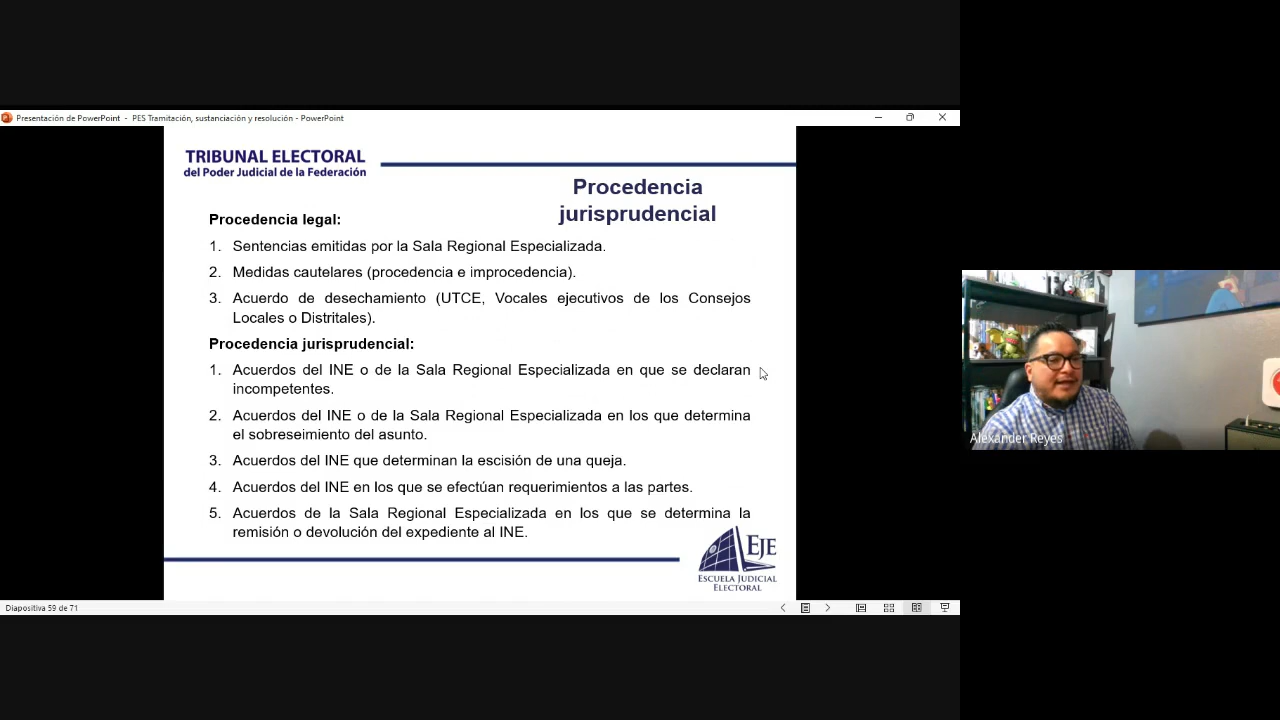 Presentación de PowerPoint - PES Tramitación, sustanciación y resolución - PowerPoint
TRIBUNAL ELECTORAL
del Poder Judicial de la Federación
Procedencia
jurisprudencial
Procedencia legal:
1. Sentencias emitidas por la Sala Regional Especializada.
2. Medidas cautelares (procedencia e improcedencia).
3. Acuerdo de desechamiento (UTCE, Vocales ejecutivos de los Consejos
Locales o Distritales).
Procedencia jurisprudencial:
1. Acuerdos del INE o de la Sala Regional Especializada en que se declaran
incompetentes.
2. Acuerdos del INE o de la Sala Regional Especializada en los que determina
el sobreseimiento del asunto.
3. Acuerdos del INE que determinan la escisión de una queja.
4. Acuerdos del INE en los que se efectúan requerimientos a las partes.
5. Acuerdos de la Sala Regional Especializada en los que se determina la
remisión o devolución del expediente al INE.
EJE
ESCUELA JUDICIAL
ELECTORAL
Diapositiva 59 de 71
Alexander Reyes